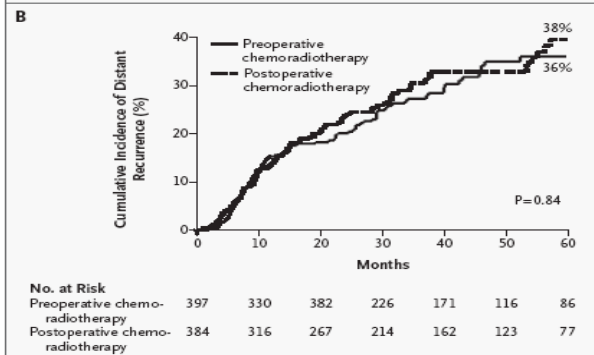 B
40
30
20
10
0
Cumulative Incidence of Distant
Recurrence (%)
Preoperative
chemoradiotherapy
Postoperative
chemoradiotherapy
38%
36%
P=0.84
0 10 20 30 40 50 60
Months
No. at Risk
Preoperative chemo-
radiotherapy 397 330 382 226 171 116 86
Postoperative chemo-
radiotherapy 384 316 267 214 162 123 77